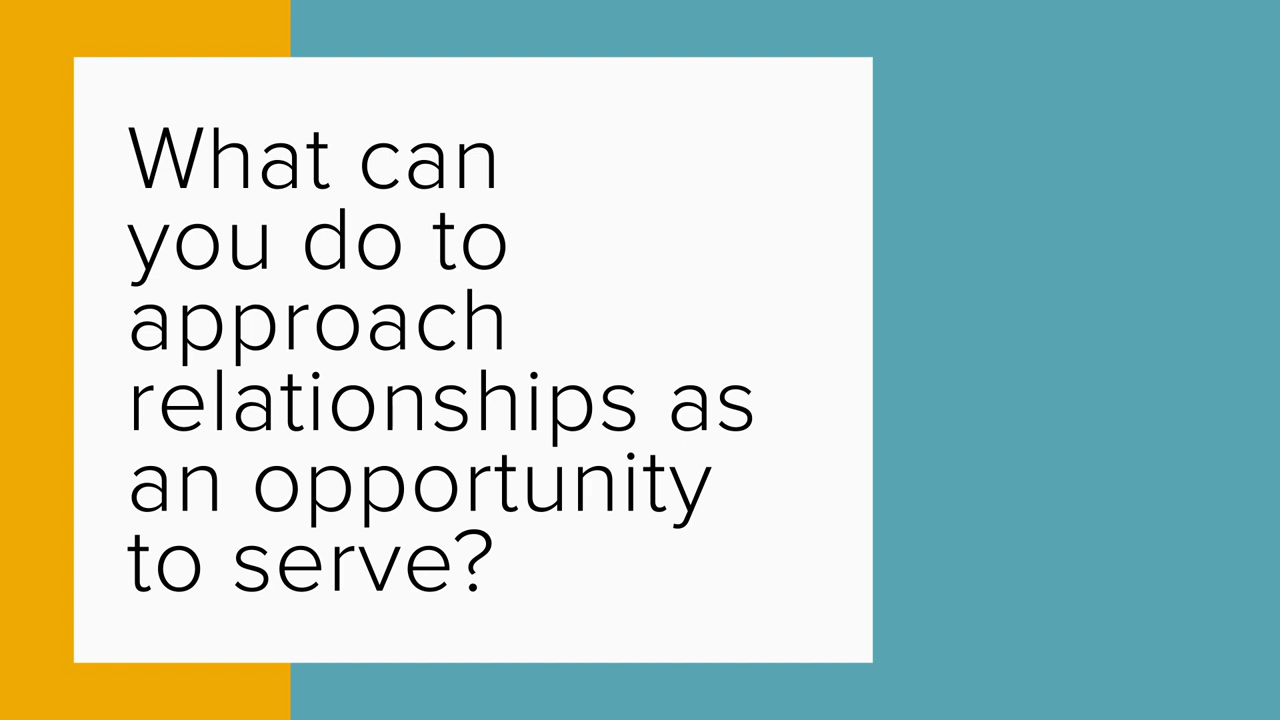 What can
you do to
approach
relationships as
an opportunity
to serve?